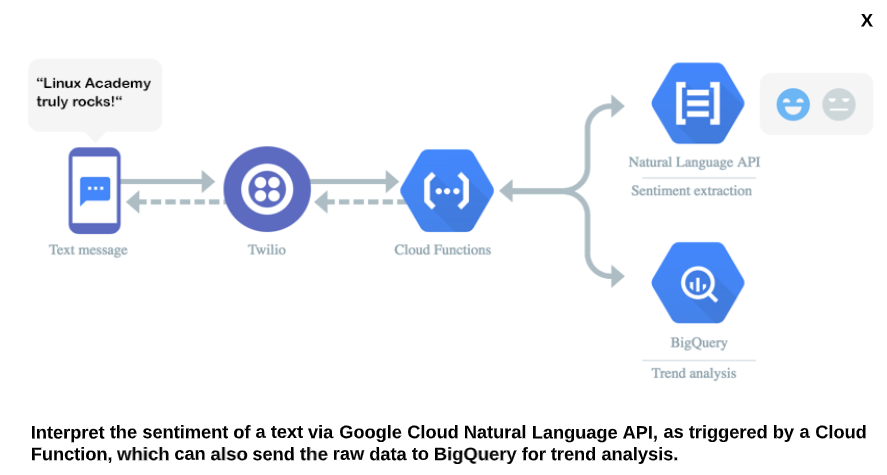 X
“Linux Academy
truly rocks!“
Natural Language API
Sentiment extraction
Text message
Twilio
Cloud Functions
BigQuery
Trend analysis
Interpret the sentiment of a text via Google Cloud Natural Language API, as triggered by a Cloud
Function, which can also send the raw data to BigQuery for trend analysis.